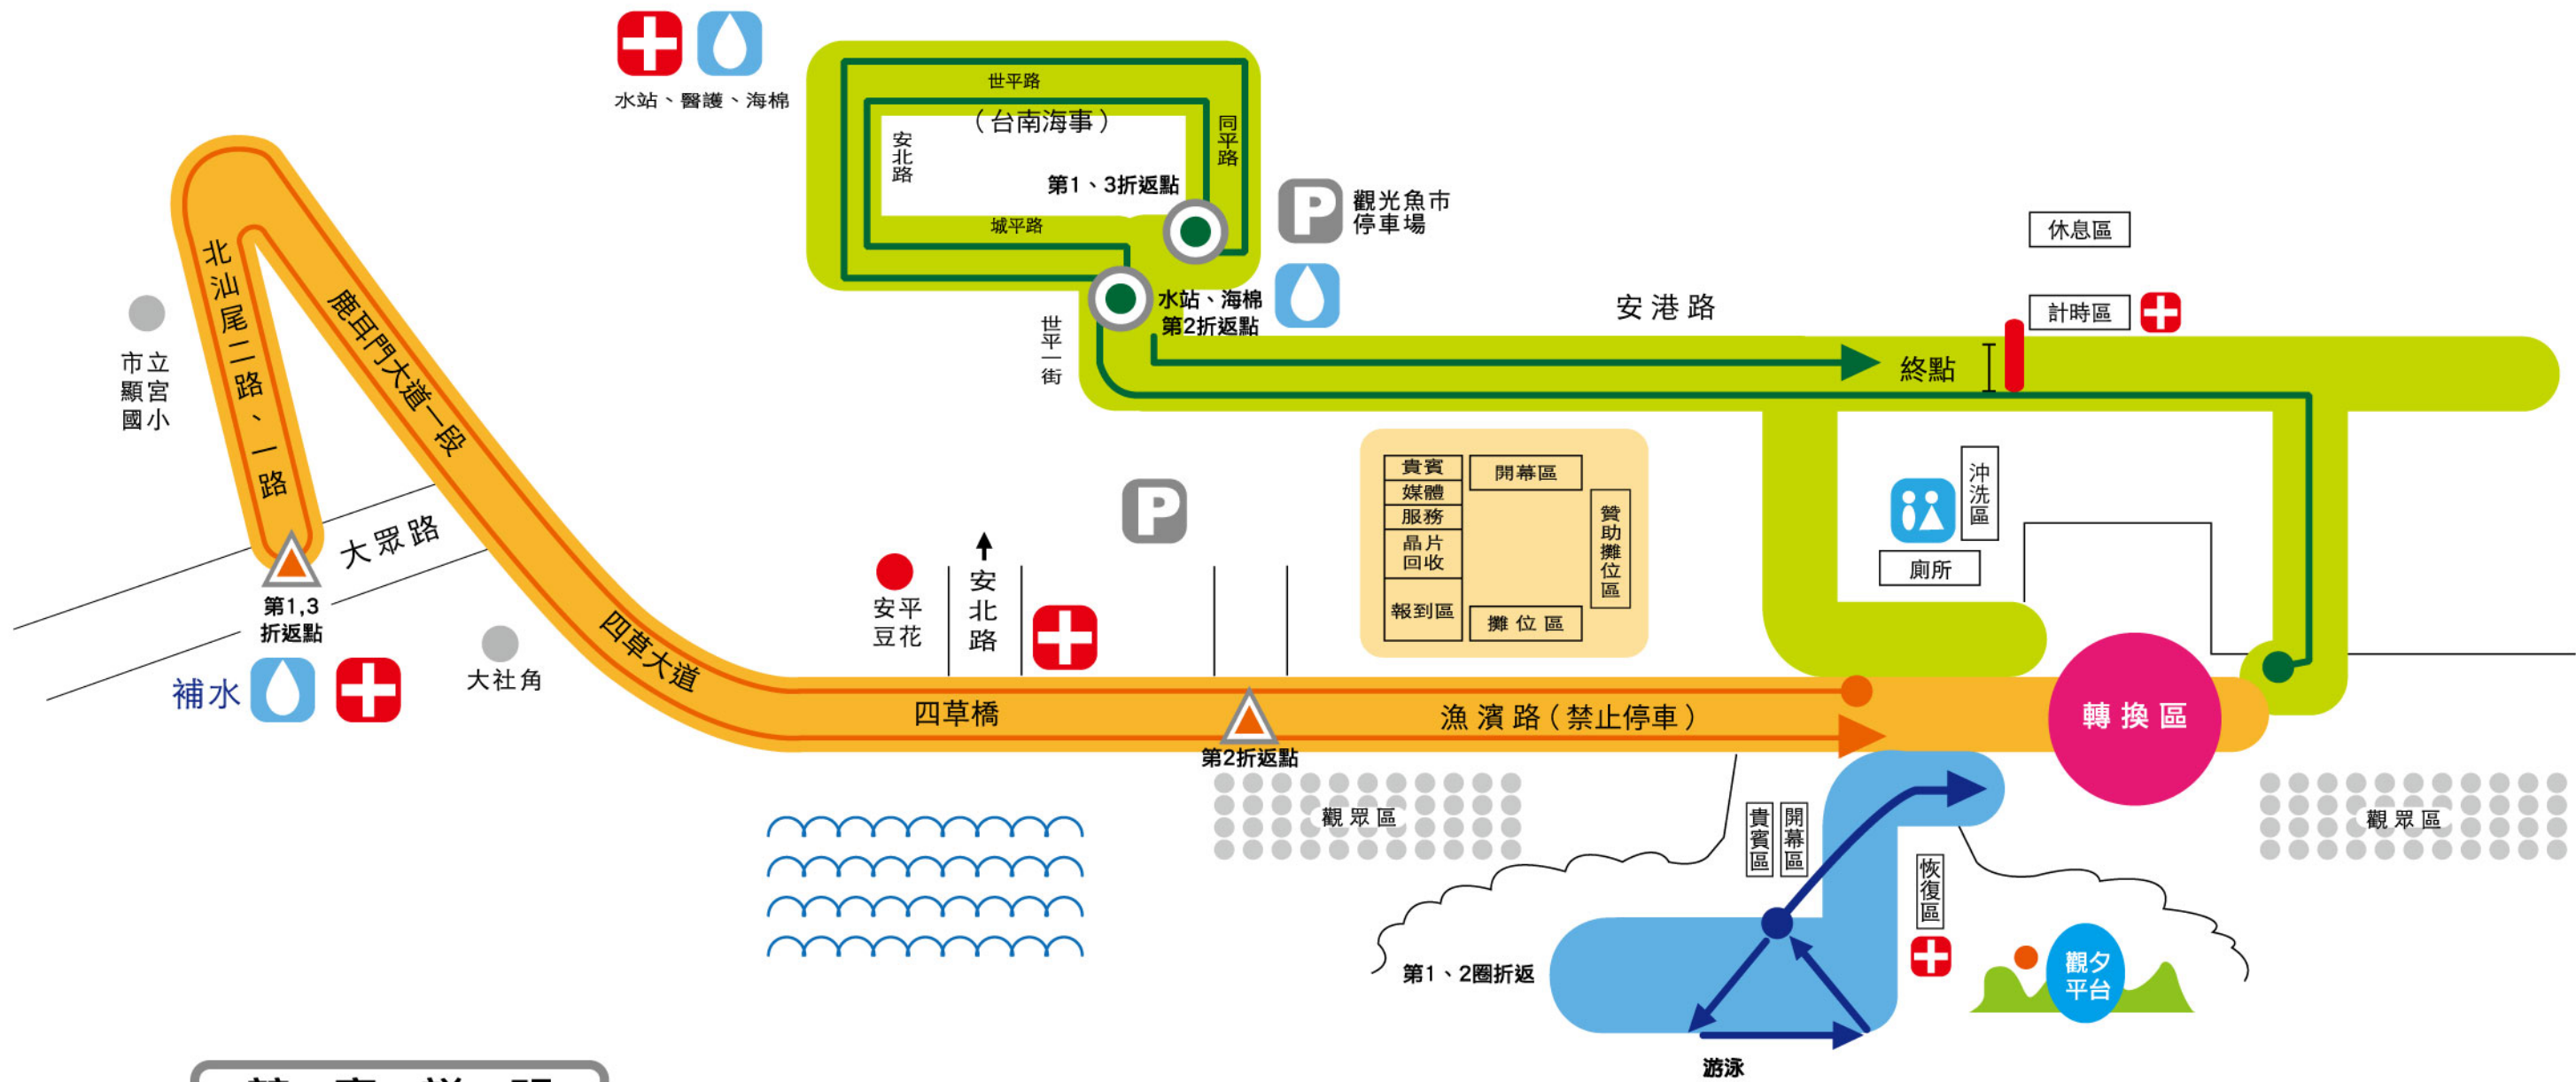 水站、醫護、海棉
世平路
（台南海事）
安北路
同平路
第1、3折返點
城平路
觀光魚市
停車場
水站、海棉
第2折返點
世平一街
安港路
休息區
計時區
終點
北汕尾二路、一路
鹿耳門大道一段
市立
顯宮
國小
大眾路
第1,3
折返點
補水
大社角
四草大道
安平
豆花
安北路
四草橋
第2折返點
漁濱路（禁止停車）
貴賓
媒體
服務
晶片
回收
報到區
開幕區
贊助攤位區
攤位區
沖洗區
廁所
轉換區
觀眾區
觀眾區
貴賓區
開幕區
恢復區
第1、2圈折返
觀夕
平台
游泳